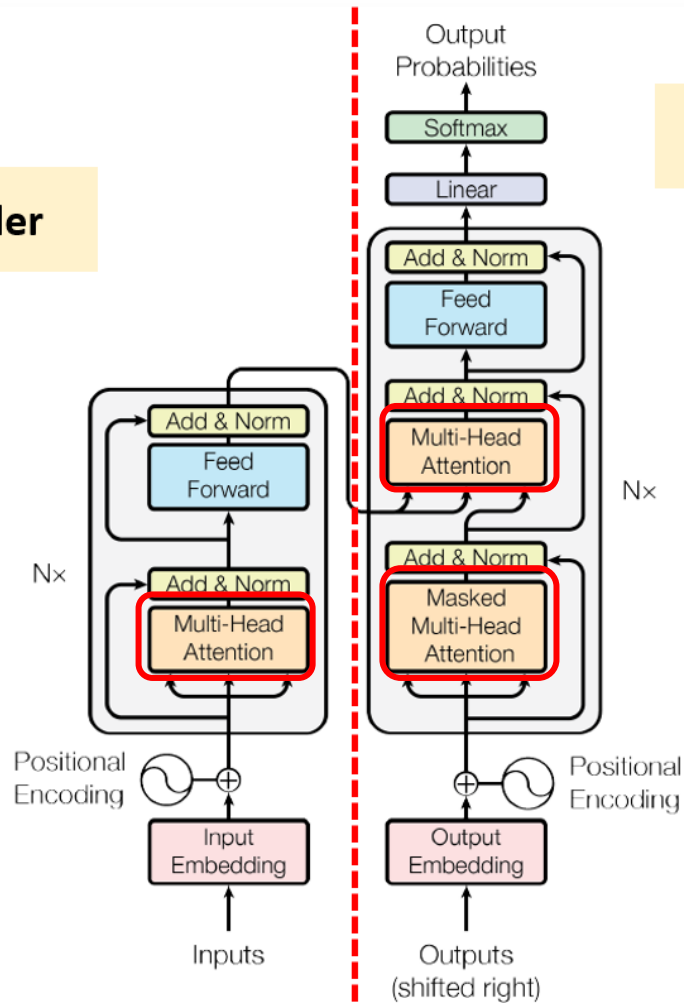 Output
Probabilities
Softmax
Linear
Add & Norm
Feed
Forward
Add & Norm
Multi-Head
Attention
Add & Norm
Masked
Multi-Head
Attention
Nx
Positional
Encoding
Output
Embedding
Outputs
(shifted right)
Add & Norm
Feed
Forward
Add & Norm
Multi-Head
Attention
Nx
Positional
Encoding
Input
Embedding
Inputs